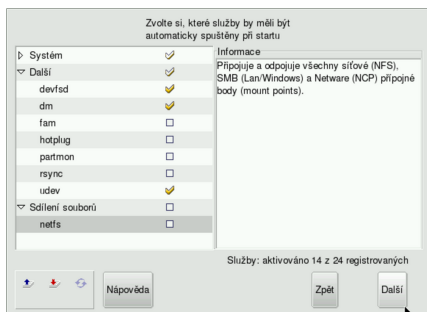 Zvolte si, které služby by měli být
automaticky spuštěny při startu
Systém
Další
devfsd
dm
fam
hotplug
partmon
rsync
udev
Sdílení souborů
netfs
Informace
Připojuje a odpojuje všechny síťové (NFS),
SMB (Lan/Windows) a Netware (NCP) přípojné
body (mount points).
Služby: aktivováno 14 z 24 registrovaných
Nápověda
Zpět
Další